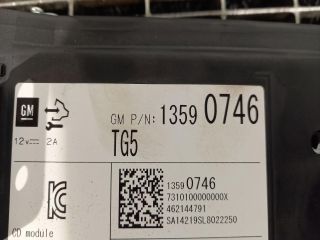 GM
GM P/N: 1359 0746
12v⎓ 2A
TG5
1359 0746
7310100000000X
462144791
SA14219SL8022250
CD module